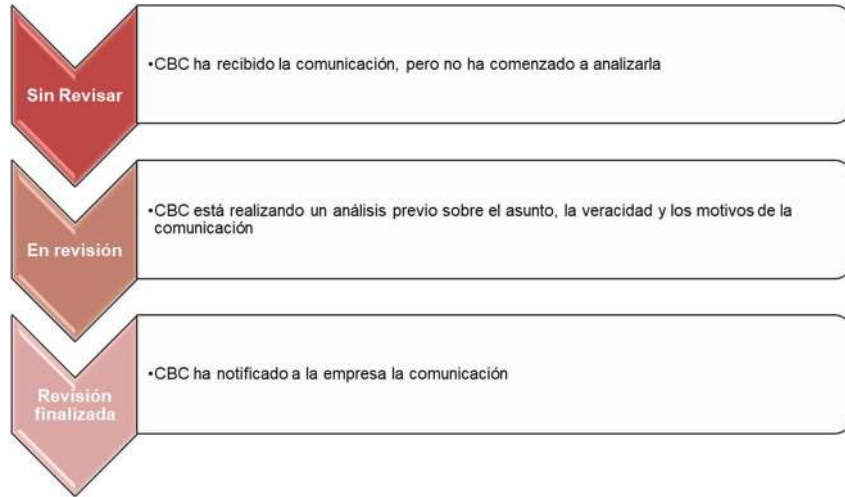 Sin Revisar
•CBC ha recibido la comunicación, pero no ha comenzado a analizarla
En revisión
•CBC está realizando un análisis previo sobre el asunto, la veracidad y los motivos de la
comunicación
Revisión
finalizada
•CBC ha notificado a la empresa la comunicación